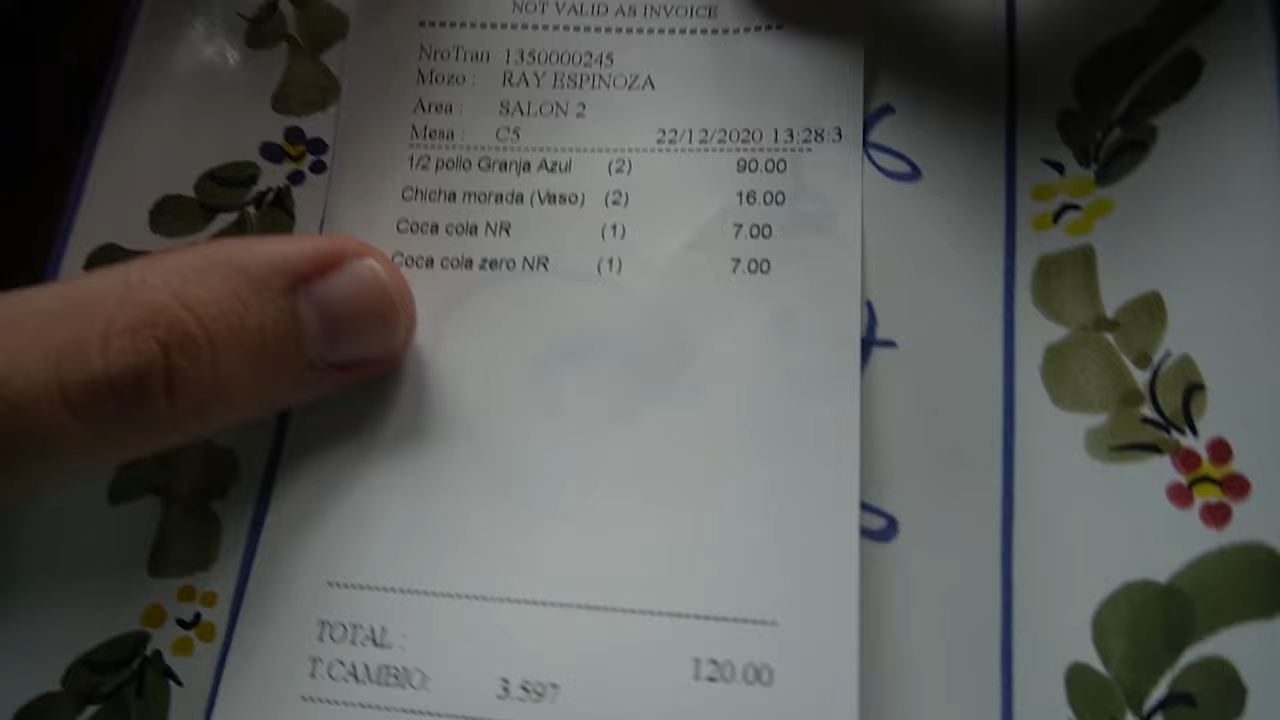 NOT VALID AS INVOICE
NroTran 1350000245
Mozo : RAY ESPINOZA
Area : SALON 2
Mesa : C5 22/12/2020 13:28:3
1/2 pollo Granja Azul (2) 90.00
Chicha morada (Vaso) (2) 16.00
Coca cola NR (1) 7.00
Coca cola zero NR (1) 7.00
TOTAL :
120.00
T.CAMBIO: 3.597